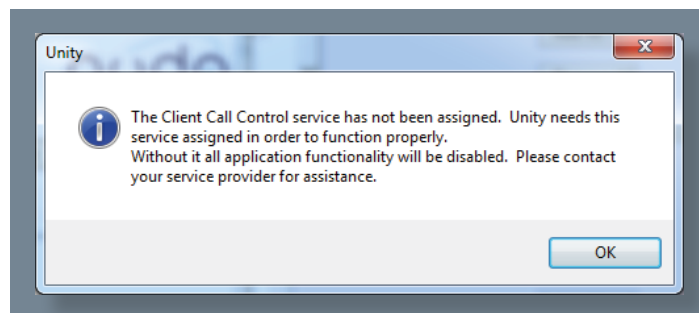 Unity
The Client Call Control service has not been assigned.  Unity needs this
service assigned in order to function properly.
Without it all application functionality will be disabled.  Please contact
your service provider for assistance.
OK